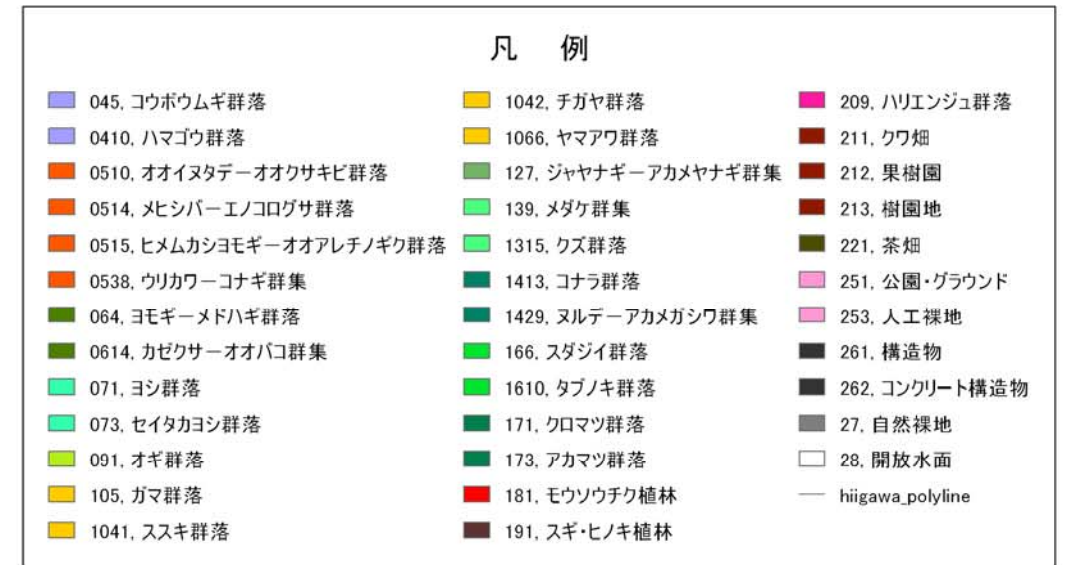 凡 例
045, コウボウムギ群落
0410, ハマゴウ群落
0510, オオイヌタデーオオクサキビ群落
0514, メヒシバーエノコログサ群落
0515, ヒメムカシヨモギーオオアレチノギク群落
0538, ウリカワーコナギ群集
064, ヨモギーメドハギ群落
0614, カゼクサーオオバコ群集
071, ヨシ群落
073, セイタカヨシ群落
091, オギ群落
105, ガマ群落
1041, ススキ群落
1042, チガヤ群落
1066, ヤマアワ群落
127, ジャヤナギーアカメヤナギ群集
139, メダケ群集
1315, クズ群落
1413, コナラ群落
1429, ヌルデーアカメガシワ群集
166, スダジイ群落
1610, タブノキ群落
171, クロマツ群落
173, アカマツ群落
181, モウソウチク植林
191, スギ・ヒノキ植林
209, ハリエンジュ群落
211, クワ畑
212, 果樹園
213, 樹園地
221, 茶畑
251, 公園・グラウンド
253, 人工裸地
261, 構造物
262, コンクリート構造物
27, 自然裸地
28, 開放水面
hiigawa_polyline